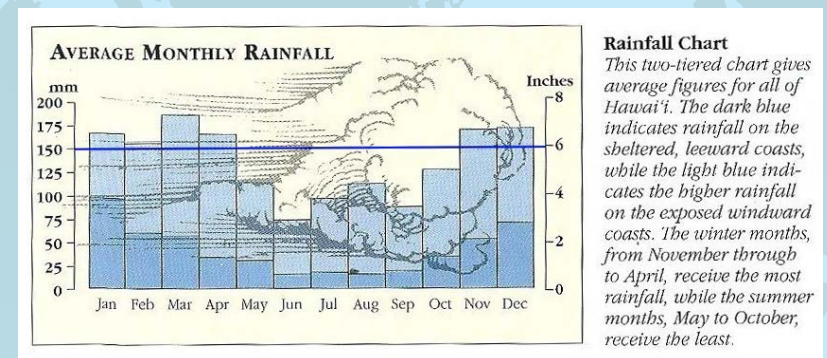 AVERAGE MONTHLY RAINFALL
mm
Inches
200
175
150
125
100
75
50
25
0
8
6
4
2
0
Jan Feb Mar Apr May Jun Jul Aug Sep Oct Nov Dec
Rainfall Chart
This two-tiered chart gives
average figures for all of
Hawai‘i. The dark blue
indicates rainfall on the
sheltered, leeward coasts,
while the light blue indi-
cates the higher rainfall
on the exposed windward
coasts. The winter months,
from November through
to April, receive the most
rainfall, while the summer
months, May to October,
receive the least.